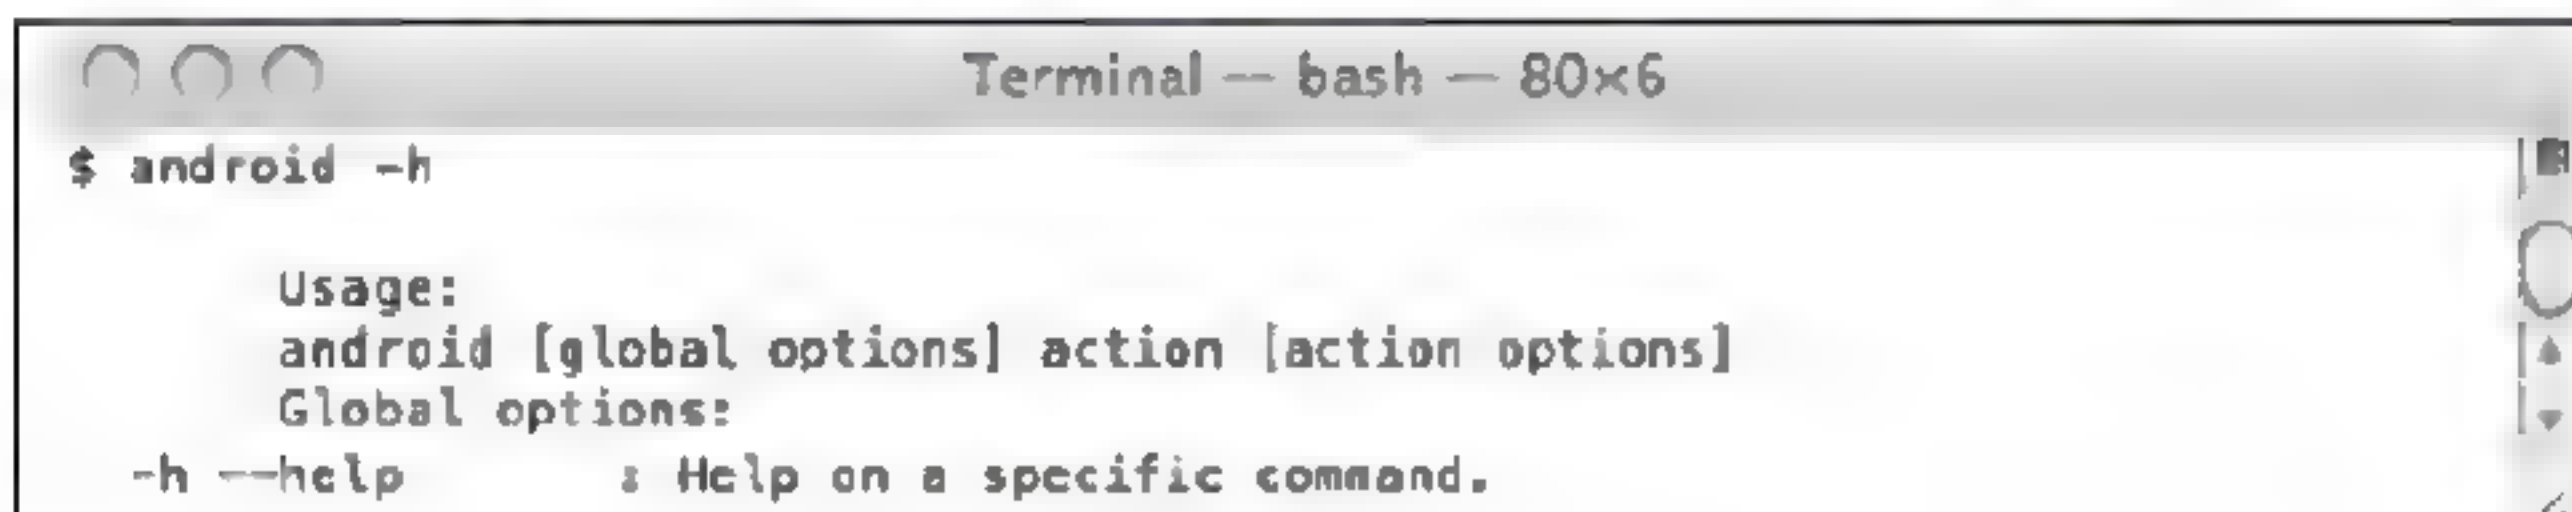 Terminal — bash — 80×6
$ android -h
Usage:
android [global options] action [action options]
Global options:
-h --help : Help on a specific command.